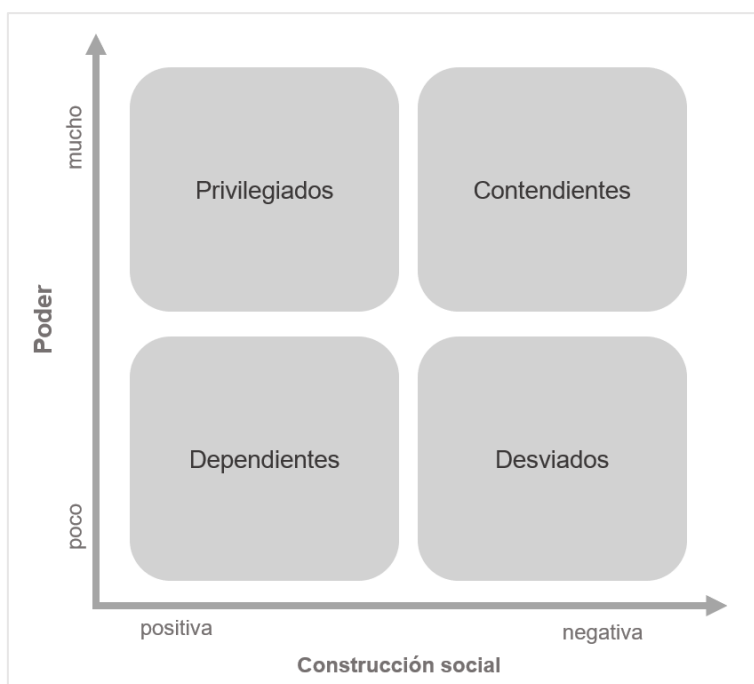 mucho
Privilegiados
Contendientes
Poder
Dependientes
Desviados
poco
positiva
negativa
Construcción social